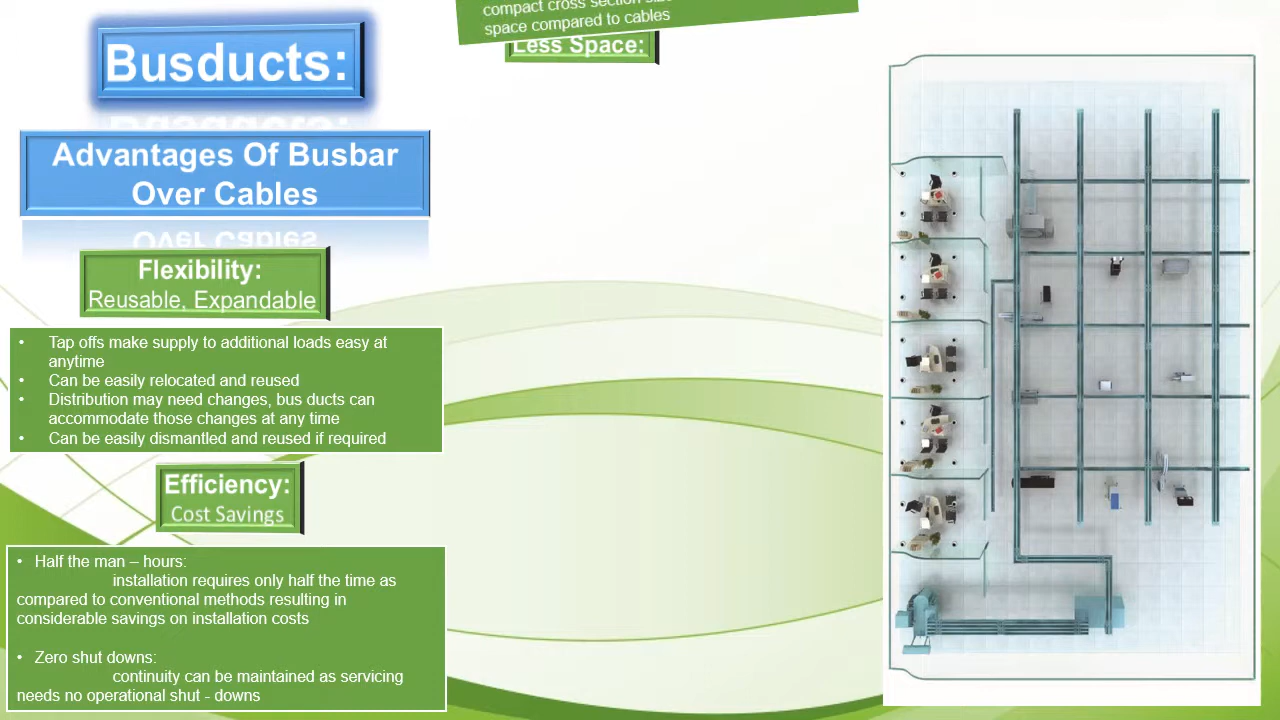 Busducts:
Advantages Of Busbar
Over Cables
Flexibility:
Reusable, Expandable
• Tap offs make supply to additional loads easy at
anytime
• Can be easily relocated and reused
• Distribution may need changes, bus ducts can
accommodate those changes at any time
• Can be easily dismantled and reused if required
Efficiency:
Cost Savings
• Half the man – hours:
installation requires only half the time as
compared to conventional methods resulting in
considerable savings on installation costs
• Zero shut downs:
continuity can be maintained as servicing
needs no operational shut - downs
compact cross section
space compared to cables
Less Space: